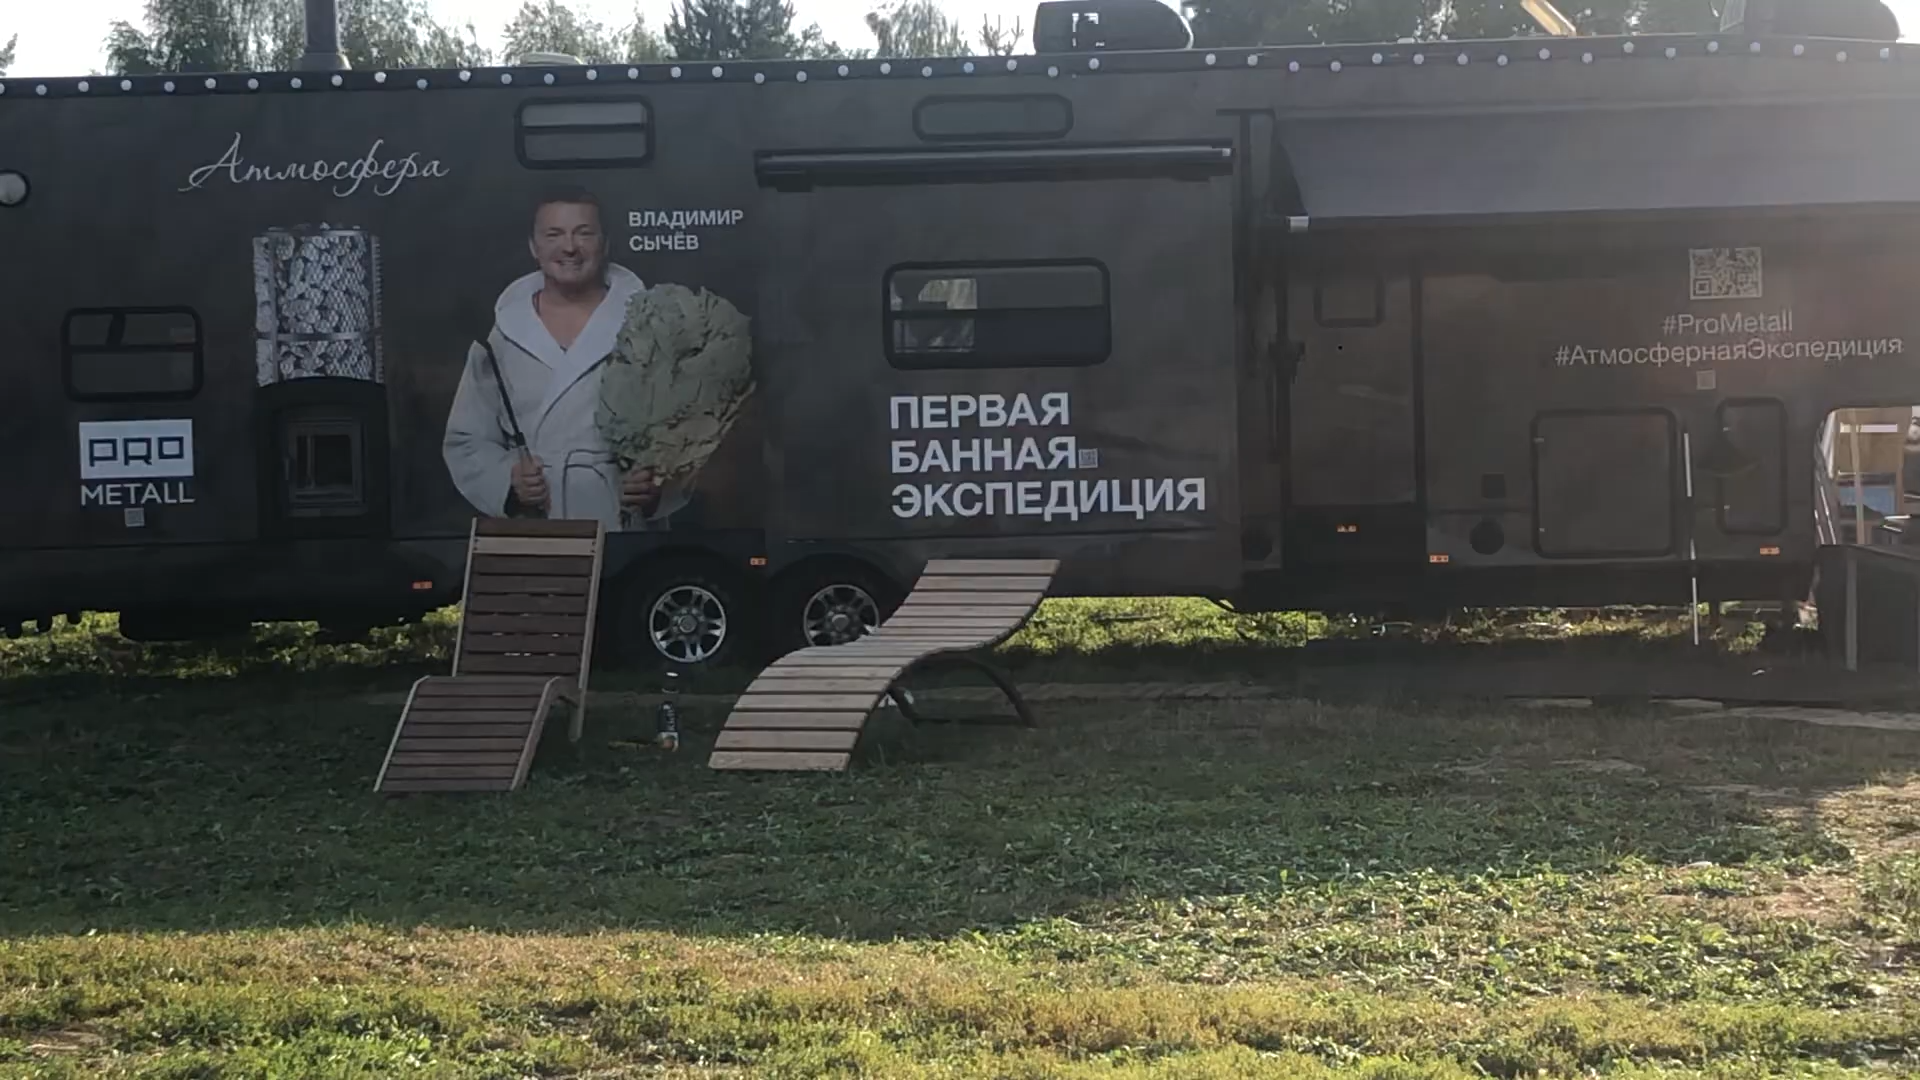 Атмосфера
ВЛАДИМИР
СЫЧЁВ
PRO
METALL
ПЕРВАЯ
БАННАЯ
ЭКСПЕДИЦИЯ
#ProMetall
#АтмосфернаяЭкспедиция